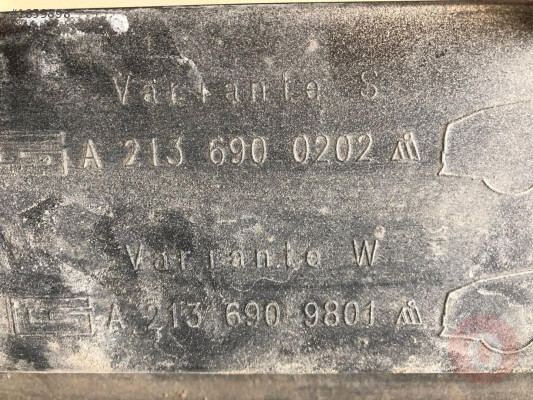 Variante S
A 213 690 0202
Variante W
A 213 690 9801